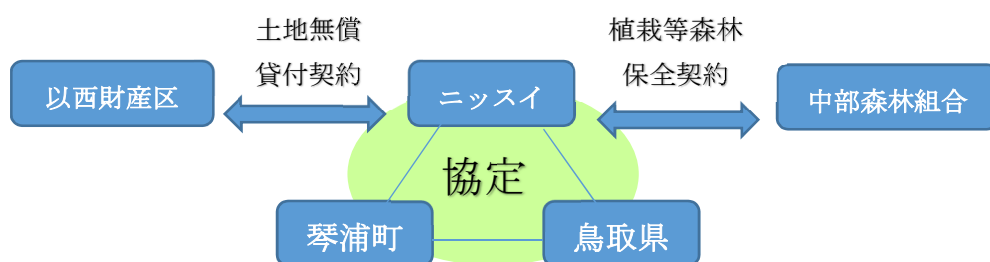 土地無償
貸付契約
植栽等森林
保全契約
以西財産区
ニッスイ
中部森林組合
協定
琴浦町
鳥取県